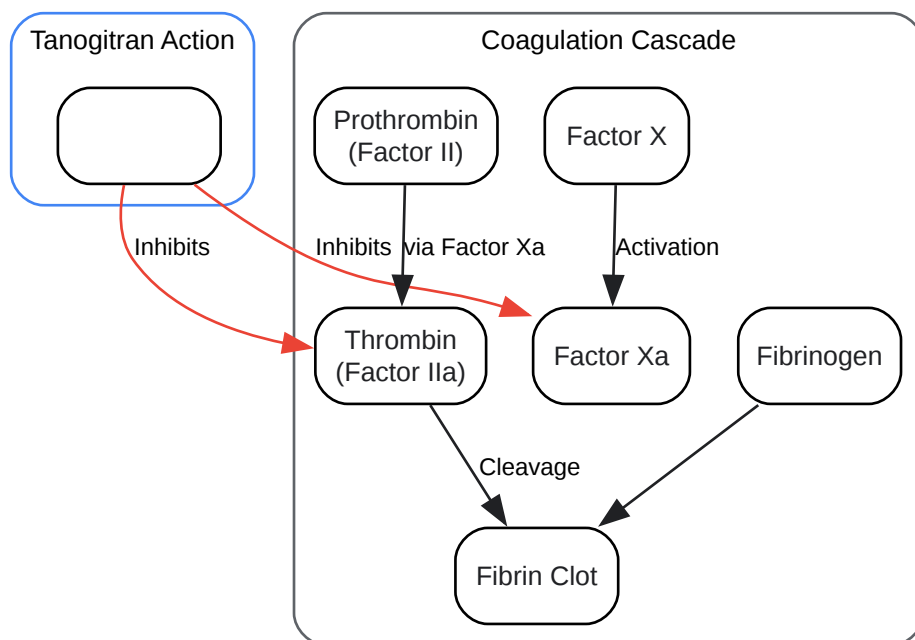 Tanogitran Action
Coagulation Cascade
Prothrombin
(Factor II)
Factor X
Inhibits
Inhibits
via Factor Xa
Activation
Thrombin
(Factor IIa)
Factor Xa
Fibrinogen
Cleavage
Fibrin Clot